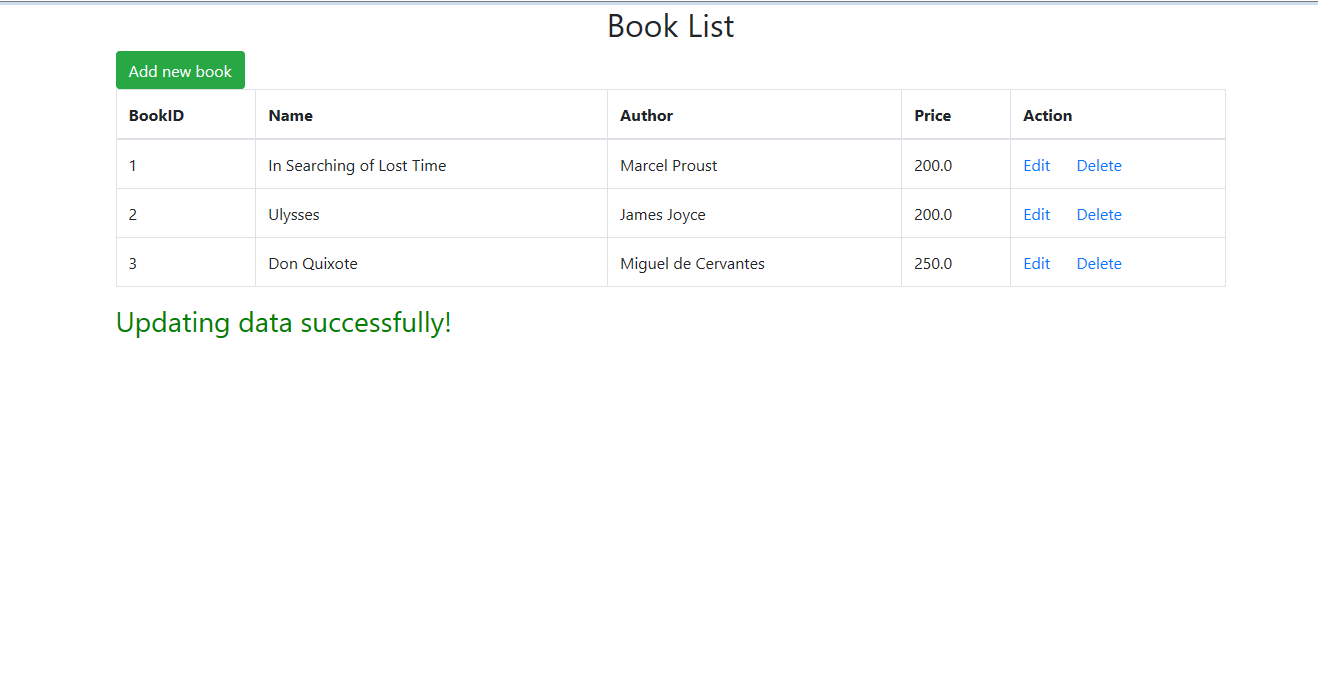 Book List
Add new book
BookID Name Author Price Action
1 In Searching of Lost Time Marcel Proust 200.0 Edit Delete
2 Ulysses James Joyce 200.0 Edit Delete
3 Don Quixote Miguel de Cervantes 250.0 Edit Delete
Updating data successfully!